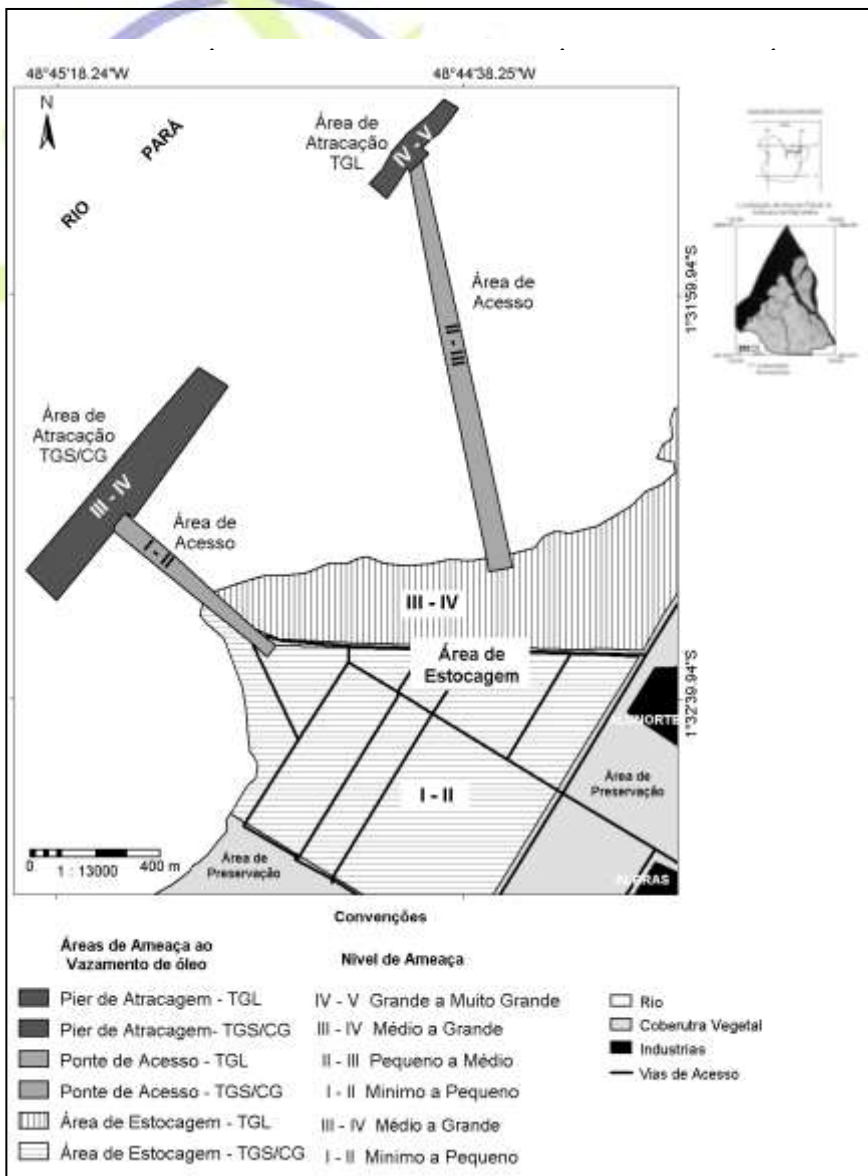 48°45'18.24"W
48°44'38.25"W
N
RIO PARÁ
Área de
Atracação
TGL
IV - V
Área de
Acesso
II - III
1°31'59.94"S
Área de
Atracação
TGS/CG
III - IV
Área de
Acesso
I - II
III - IV
Área de
Estocagem
1°32'39.94"S
I - II
Área de
Preservação
Área de
Preservação
0 400 m
1 : 13000
Convenções
Áreas de Ameaça ao
Vazamento de óleo
Pier de Atracagem - TGL
Pier de Atracagem- TGS/CG
Ponte de Acesso - TGL
Ponte de Acesso - TGS/CG
Área de Estocagem - TGL
Área de Estocagem - TGS/CG
Nivel de Ameaça
IV - V Grande a Muito Grande
III - IV Médio a Grande
II - III Pequeno a Médio
I - II Minimo a Pequeno
III - IV Médio a Grande
I - II Minimo a Pequeno
Rio
Coberutra Vegetal
Industrias
Vias de Acesso